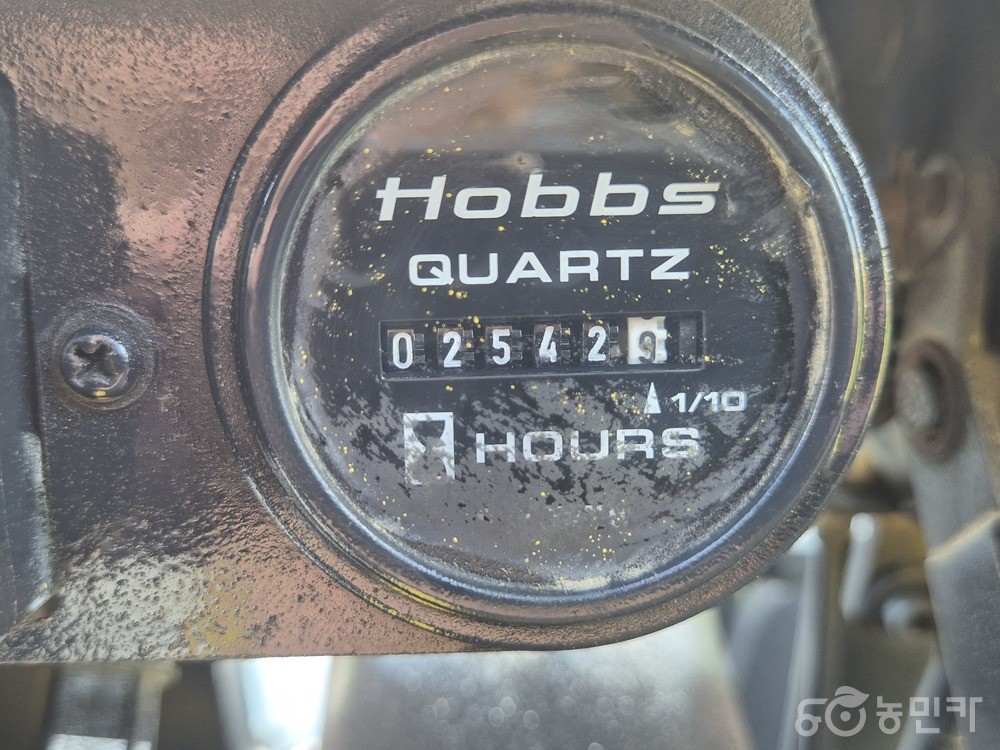 Hobbs
QUARTZ
025429
1/10
HOURS
농민카